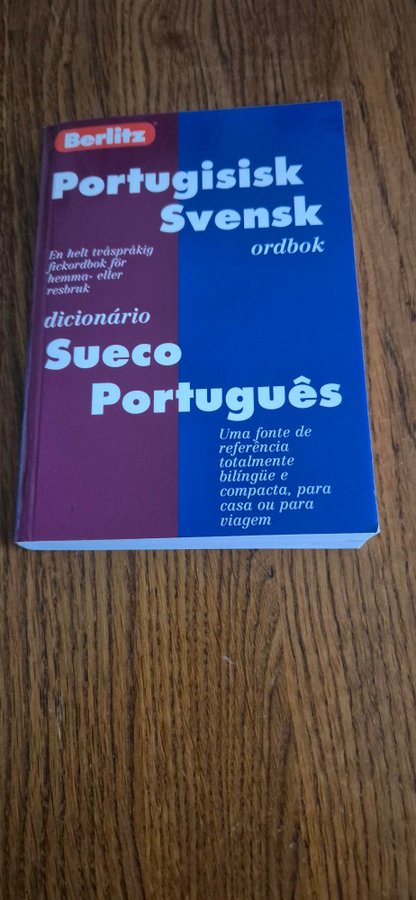 Berlitz
Portugisisk
Svensk
ordbok
En helt tvåspråkig
fickordbok för
hemma- eller
resbruk
dicionário
Sueco
Português
Uma fonte de
referência
totalmente
bilíngüe e
compacta, para
casa ou para
viagem